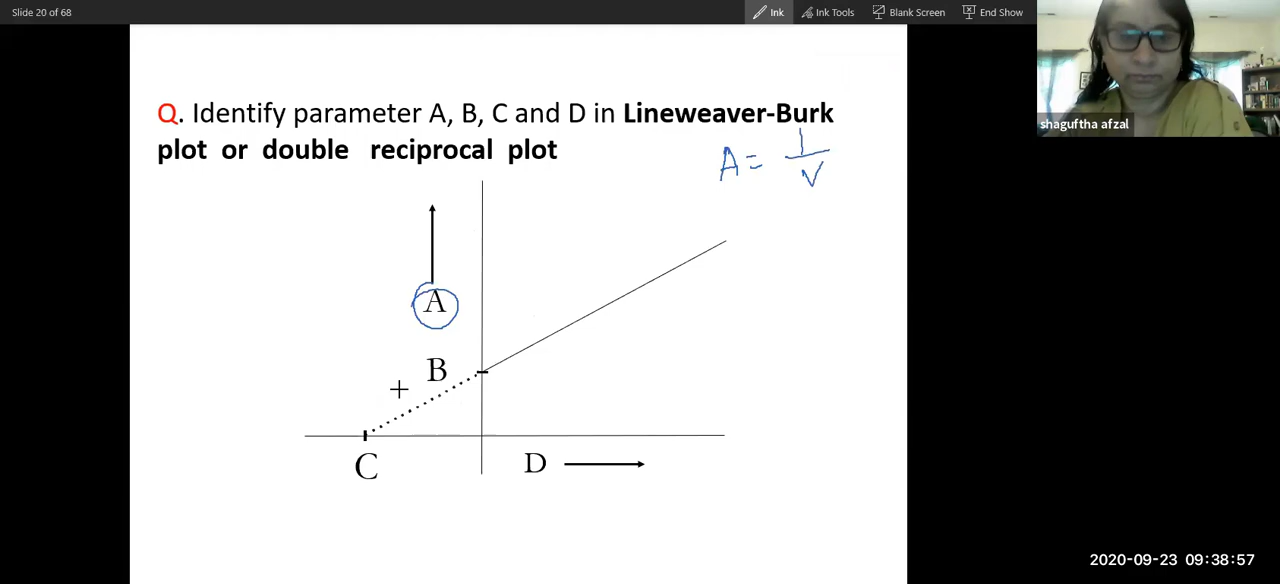 Slide 20 of 68
Ink Ink Tools Blank Screen End Show
shaguftha afzal
Q. Identify parameter A, B, C and D in Lineweaver-Burk
plot or double reciprocal plot
A = 1/v
A
B
+
C
D
2020-09-23 09:38:57